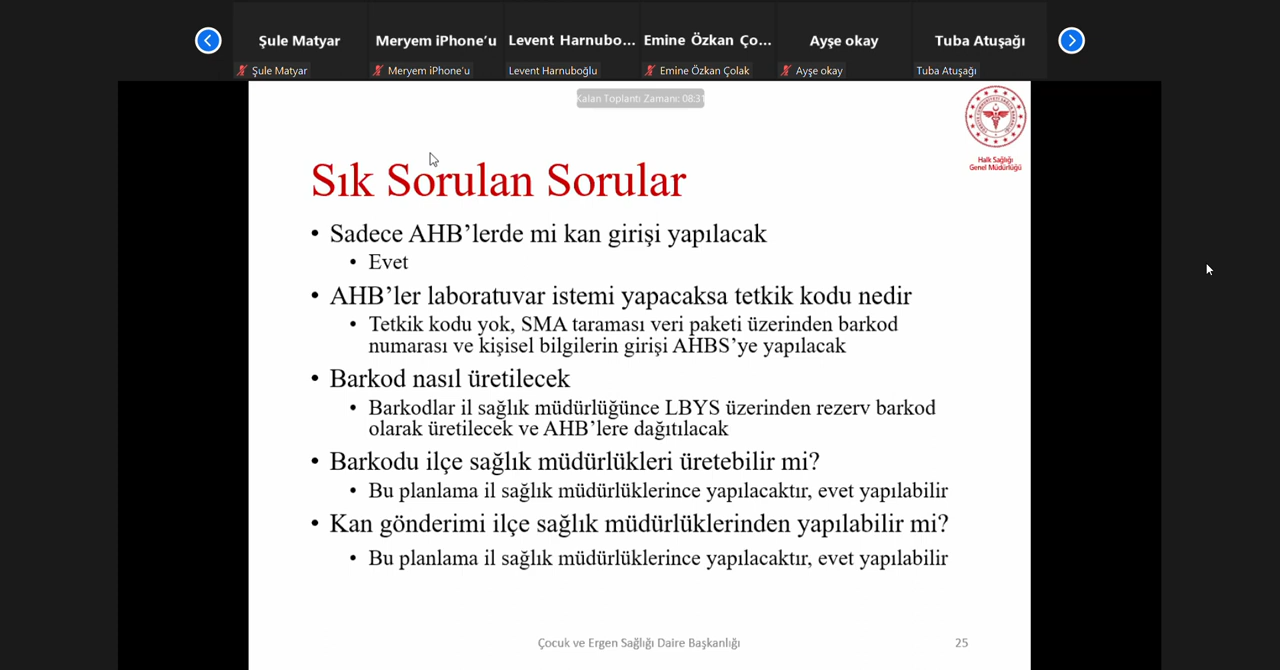 Şule Matyar
Meryem iPhone’u
Levent Harnubo...
Emine Özkan Ço...
Ayşe okay
Tuba Atuşağı
Şule Matyar
Meryem iPhone’u
Levent Harnuboğlu
Emine Özkan Çolak
Ayşe okay
Tuba Atuşağı
Kalan Toplantı Zamanı: 08:31
Halk Sağlığı
Genel Müdürlüğü
Sık Sorulan Sorular
• Sadece AHB’lerde mi kan girişi yapılacak
• Evet
• AHB’ler laboratuvar istemi yapacaksa tetkik kodu nedir
• Tetkik kodu yok, SMA taraması veri paketi üzerinden barkod
numarası ve kişisel bilgilerin girişi AHBS’ye yapılacak
• Barkod nasıl üretilecek
• Barkodlar il sağlık müdürlüğünce LBYS üzerinden rezerv barkod
olarak üretilecek ve AHB’lere dağıtılacak
• Barkodu ilçe sağlık müdürlükleri üretebilir mi?
• Bu planlama il sağlık müdürlüklerince yapılacaktır, evet yapılabilir
• Kan gönderimi ilçe sağlık müdürlüklerinden yapılabilir mi?
• Bu planlama il sağlık müdürlüklerince yapılacaktır, evet yapılabilir
Çocuk ve Ergen Sağlığı Daire Başkanlığı
25